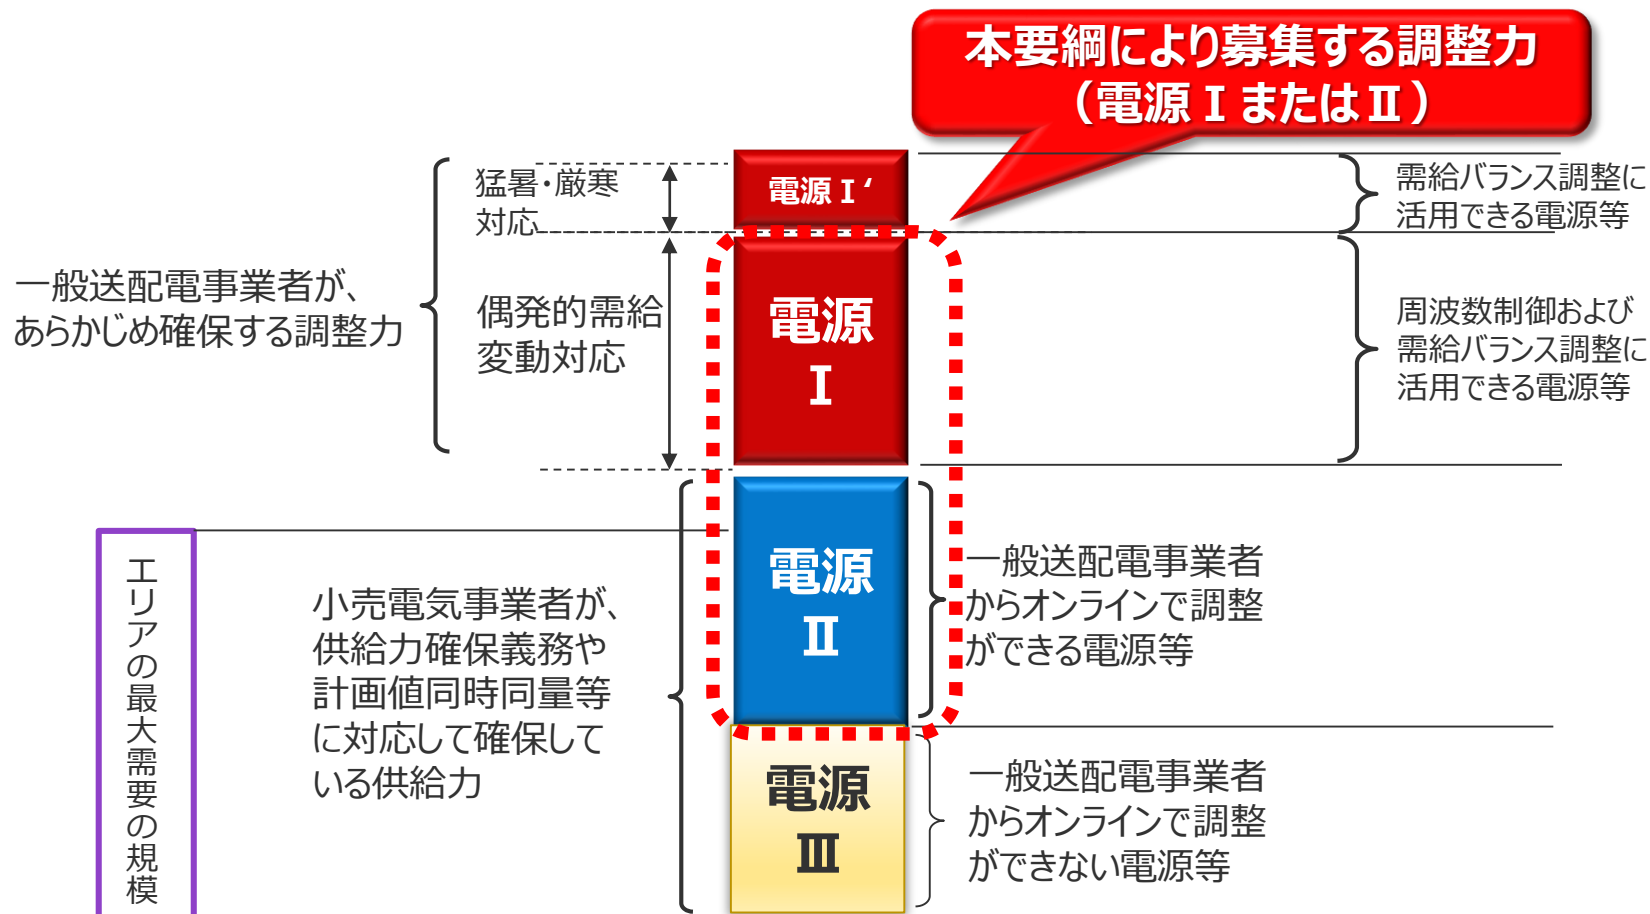 本要綱により募集する調整力
（電源Ⅰまたは Ⅱ ）
猛暑・厳寒
対応
電源Ⅰ‘
需給バランス調整に
活用できる電源等
一般送配電事業者が、
あらかじめ確保する調整力
偶発的需給
変動対応
電源
Ⅰ
周波数制御および
需給バランス調整に
活用できる電源等
エリアの最大需要の規模
小売電気事業者が、
供給力確保義務や
計画値同時同量等
に対応して確保して
いる供給力
電源
Ⅱ
一般送配電事業者
からオンラインで調整
ができる電源等
電源
Ⅲ
一般送配電事業者
からオンラインで調整
ができない電源等